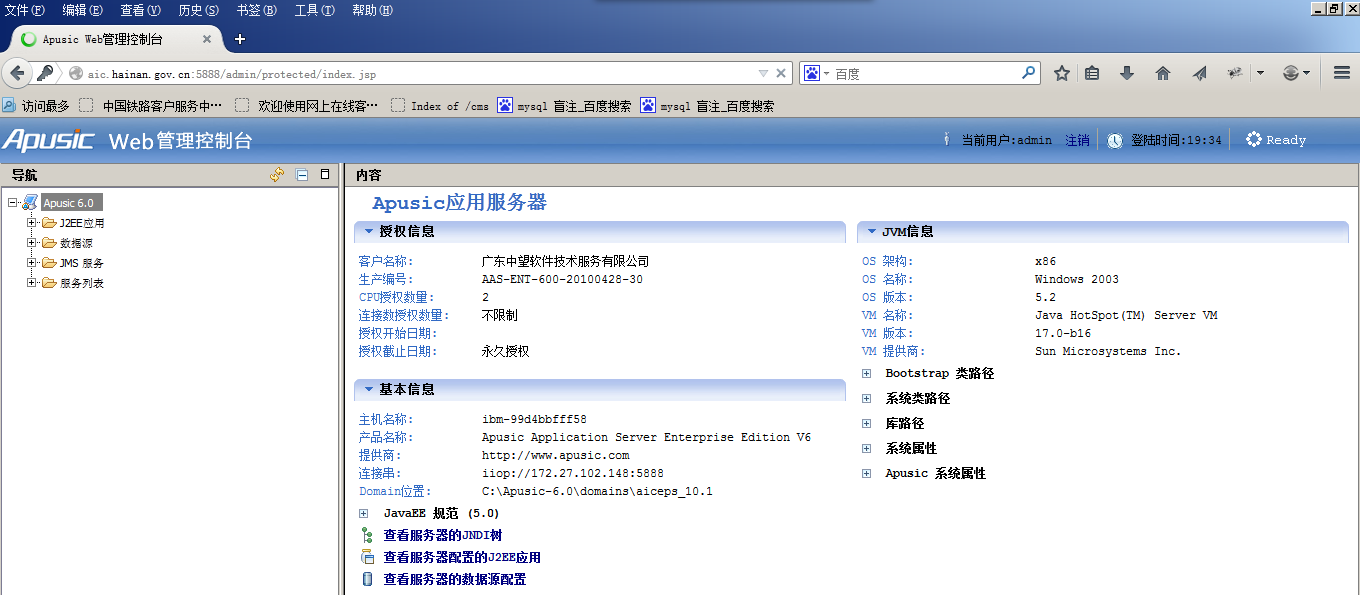 文件(F) 编辑(E) 查看(V) 历史(S) 书签(B) 工具(T) 帮助(H)
Apusic Web管理控制台
aic.hainan.gov.cn:5888/admin/protected/index.jsp 百度
访问最多 中国铁路客户服务中… 欢迎使用网上在线客… Index of /cms mysql 盲注_百度搜索 mysql 盲注_百度搜索
Apusic Web管理控制台 当前用户:admin 注销 登陆时间:19:34 Ready
导航
Apusic 6.0
J2EE应用
数据源
JMS 服务
服务列表
内容
Apusic应用服务器
授权信息
客户名称: 广东中望软件技术服务有限公司
生产编号: AAS-ENT-600-20100428-30
CPU授权数量: 2
连接数授权数量: 不限制
授权开始日期:
授权截止日期: 永久授权
基本信息
主机名称: ibm-99d4bbfff58
产品名称: Apusic Application Server Enterprise Edition V6
提供商: http://www.apusic.com
连接串: iiop://172.27.102.148:5888
Domain位置: C:\Apusic-6.0\domains\aiceps_10.1
JavaEE 规范 (5.0)
查看服务器的JNDI树
查看服务器配置的J2EE应用
查看服务器的数据源配置
JVM信息
OS 架构: x86
OS 名称: Windows 2003
OS 版本: 5.2
VM 名称: Java HotSpot(TM) Server VM
VM 版本: 17.0-b16
VM 提供商: Sun Microsystems Inc.
Bootstrap 类路径
系统类路径
库路径
系统属性
Apusic 系统属性